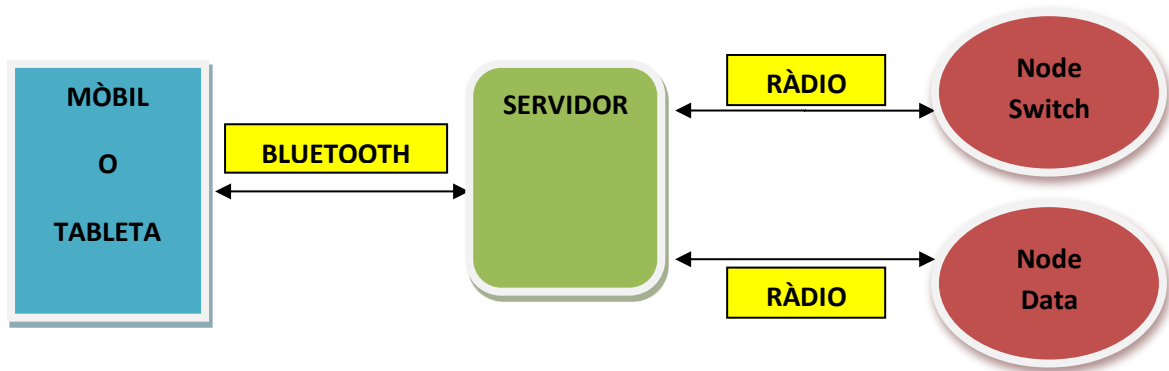 MÒBIL
O
TABLETA
BLUETOOTH
SERVIDOR
RÀDIO
Node
Switch
RÀDIO
Node
Data